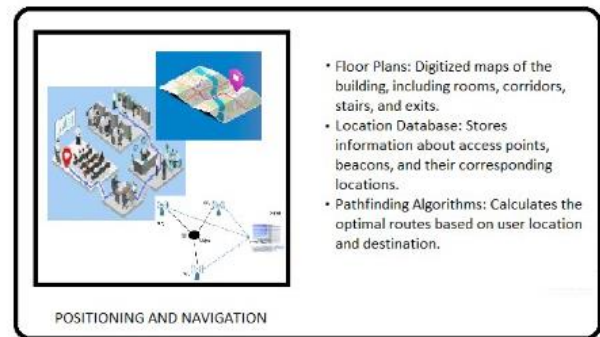 • Floor Plans: Digitized maps of the
building, including rooms, corridors,
stairs, and exits.
• Location Database: Stores
information about access points,
beacons, and their corresponding
locations.
• Pathfinding Algorithms: Calculates the
optimal routes based on user location
and destination.
POSITIONING AND NAVIGATION